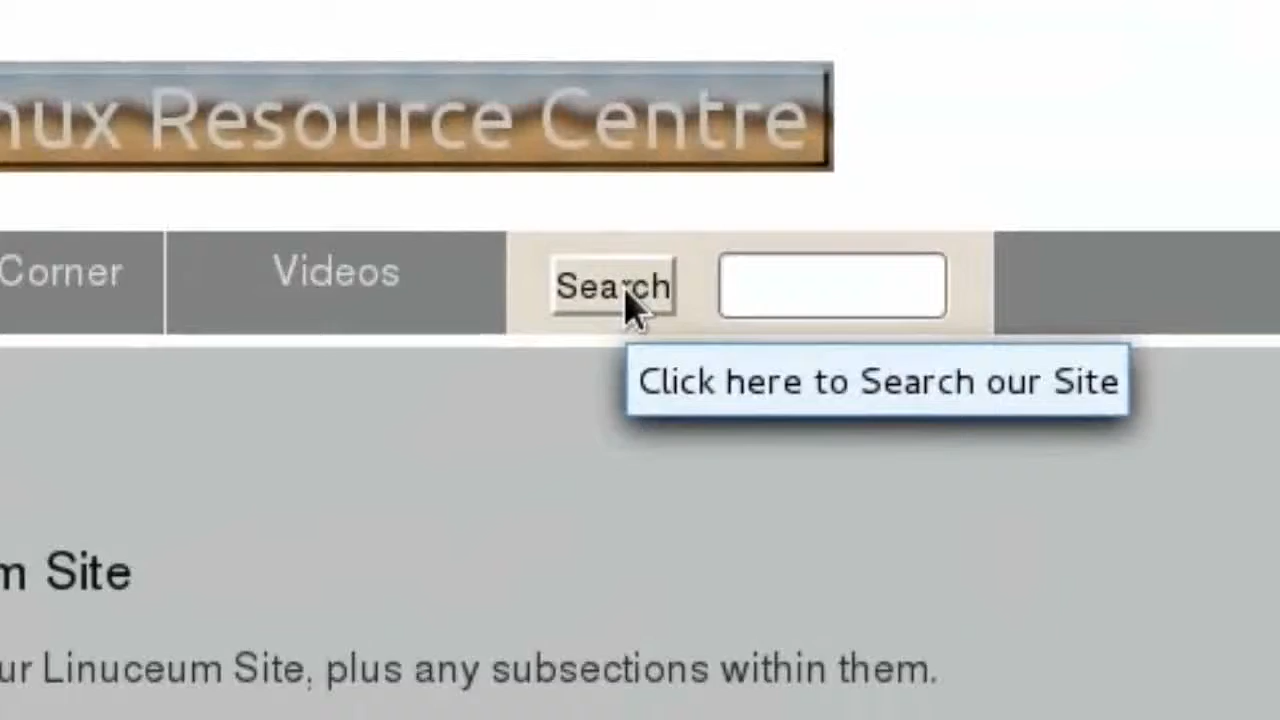 nux Resource Centre
Corner
Videos
Search
Click here to Search our Site
m Site
ur Linuceum Site, plus any subsections within them.